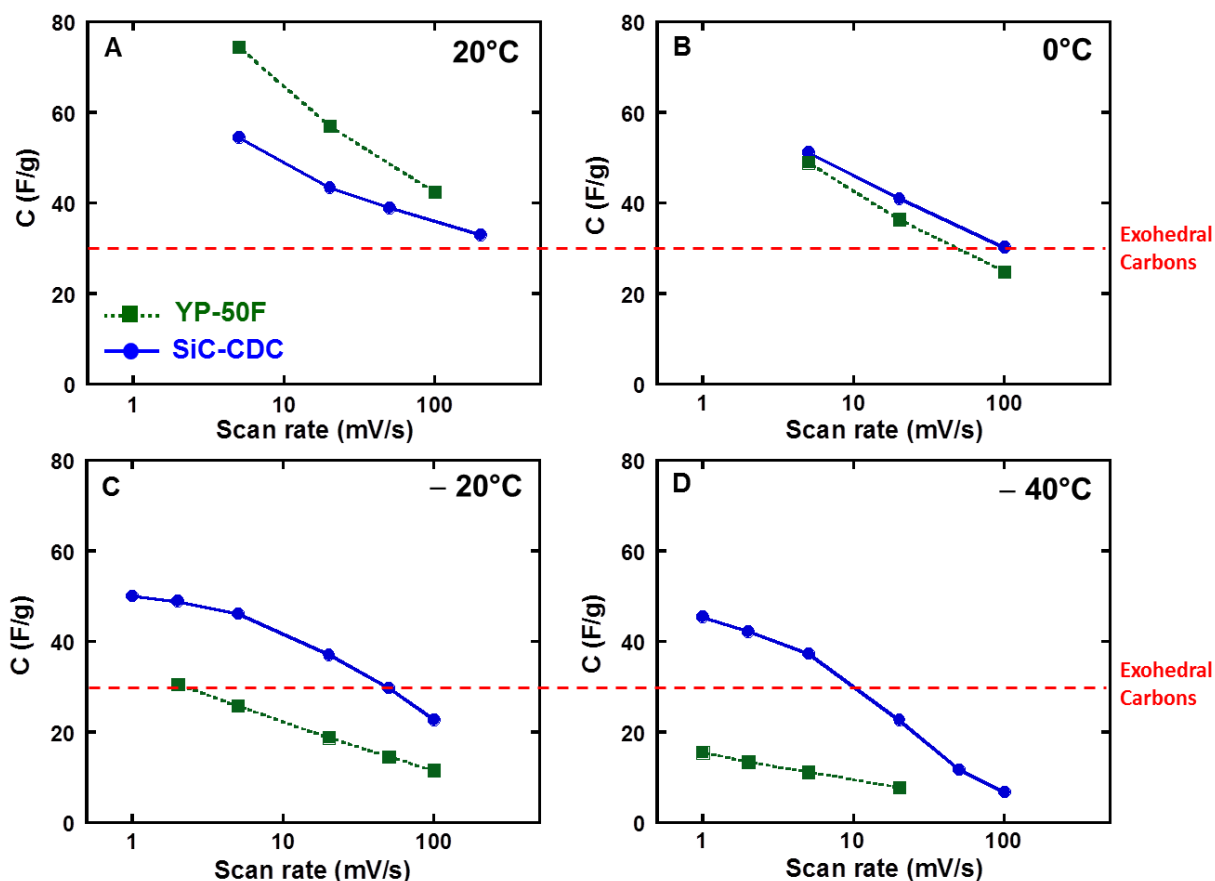 A
20°C
80
60
40
20
0
C (F/g)
YP-50F
SiC-CDC
1
10
100
Scan rate (mV/s)
B
0°C
80
60
40
20
0
C (F/g)
1
10
100
Scan rate (mV/s)
Exohedral
Carbons
C
– 20°C
80
60
40
20
0
C (F/g)
1
10
100
Scan rate (mV/s)
D
– 40°C
80
60
40
20
0
C (F/g)
1
10
100
Scan rate (mV/s)
Exohedral
Carbons